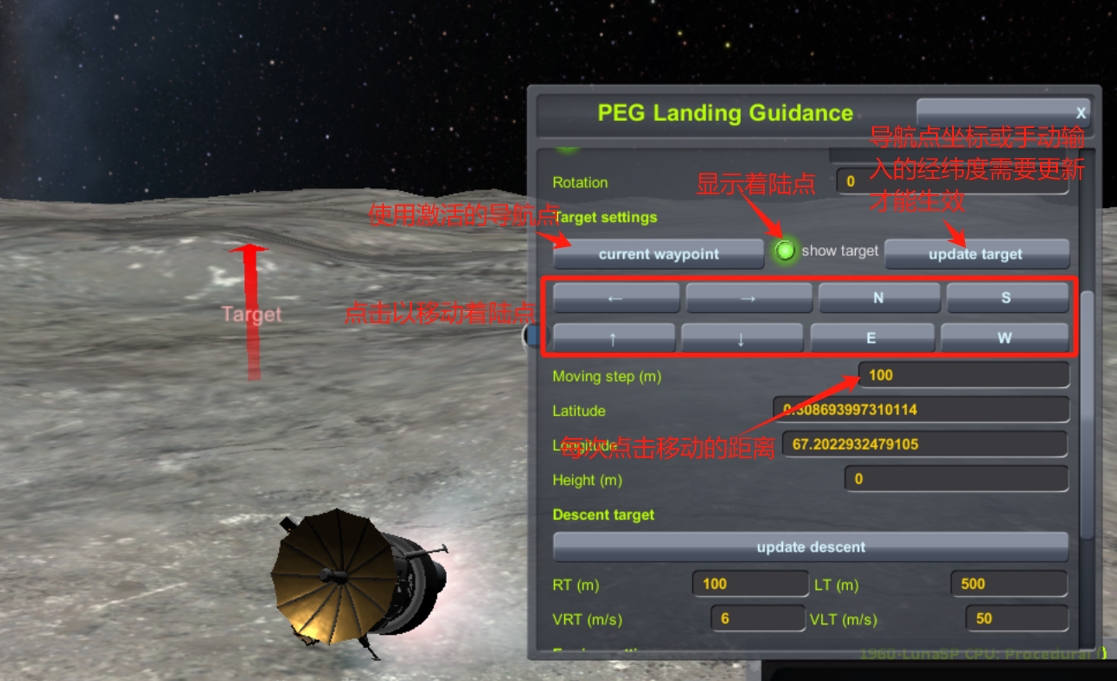 PEG Landing Guidance
X
导航点坐标或手动输
入的经纬度需要更新
才能生效
Rotation
0
显示着陆点
使用激活的导航点
Target settings
current waypoint
show target
update target
← → N S
点击以移动着陆点
Target
↑ ↓ E W
Moving step (m)
100
Latitude
0.308693997310114
Longitude
67.2022932479105
每次点击移动的距离
Height (m)
0
Descent target
update descent
RT (m)
100
LT (m)
500
VRT (m/s)
6
VLT (m/s)
50
1960-LunaSP CPU: Procedural